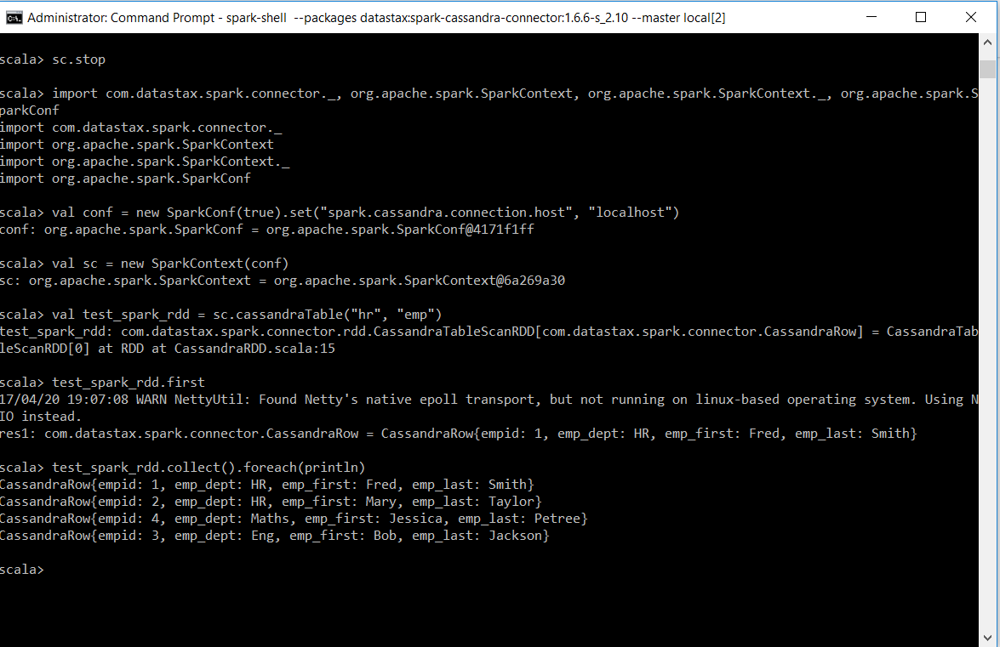 Administrator: Command Prompt - spark-shell  --packages datastax:spark-cassandra-connector:1.6.6-s_2.10 --master local[2]
scala> sc.stop
scala> import com.datastax.spark.connector._, org.apache.spark.SparkContext, org.apache.spark.SparkContext._, org.apache.spark.S
parkConf
import com.datastax.spark.connector._
import org.apache.spark.SparkContext
import org.apache.spark.SparkContext._
import org.apache.spark.SparkConf
scala> val conf = new SparkConf(true).set("spark.cassandra.connection.host", "localhost")
conf: org.apache.spark.SparkConf = org.apache.spark.SparkConf@4171f1ff
scala> val sc = new SparkContext(conf)
sc: org.apache.spark.SparkContext = org.apache.spark.SparkContext@6a269a30
scala> val test_spark_rdd = sc.cassandraTable("hr", "emp")
test_spark_rdd: com.datastax.spark.connector.rdd.CassandraTableScanRDD[com.datastax.spark.connector.CassandraRow] = CassandraTab
leScanRDD[0] at RDD at CassandraRDD.scala:15
scala> test_spark_rdd.first
17/04/20 19:07:08 WARN NettyUtil: Found Netty's native epoll transport, but not running on linux-based operating system. Using N
IO instead.
res1: com.datastax.spark.connector.CassandraRow = CassandraRow{empid: 1, emp_dept: HR, emp_first: Fred, emp_last: Smith}
scala> test_spark_rdd.collect().foreach(println)
CassandraRow{empid: 1, emp_dept: HR, emp_first: Fred, emp_last: Smith}
CassandraRow{empid: 2, emp_dept: HR, emp_first: Mary, emp_last: Taylor}
CassandraRow{empid: 4, emp_dept: Maths, emp_first: Jessica, emp_last: Petree}
CassandraRow{empid: 3, emp_dept: Eng, emp_first: Bob, emp_last: Jackson}
scala>